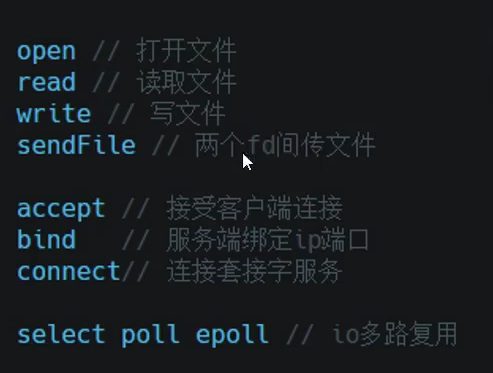 open // 打开文件
read // 读取文件
write // 写文件
sendFile // 两个fd间传文件
accept // 接受客户端连接
bind // 服务端绑定ip端口
connect// 连接套接字服务
select poll epoll // io多路复用